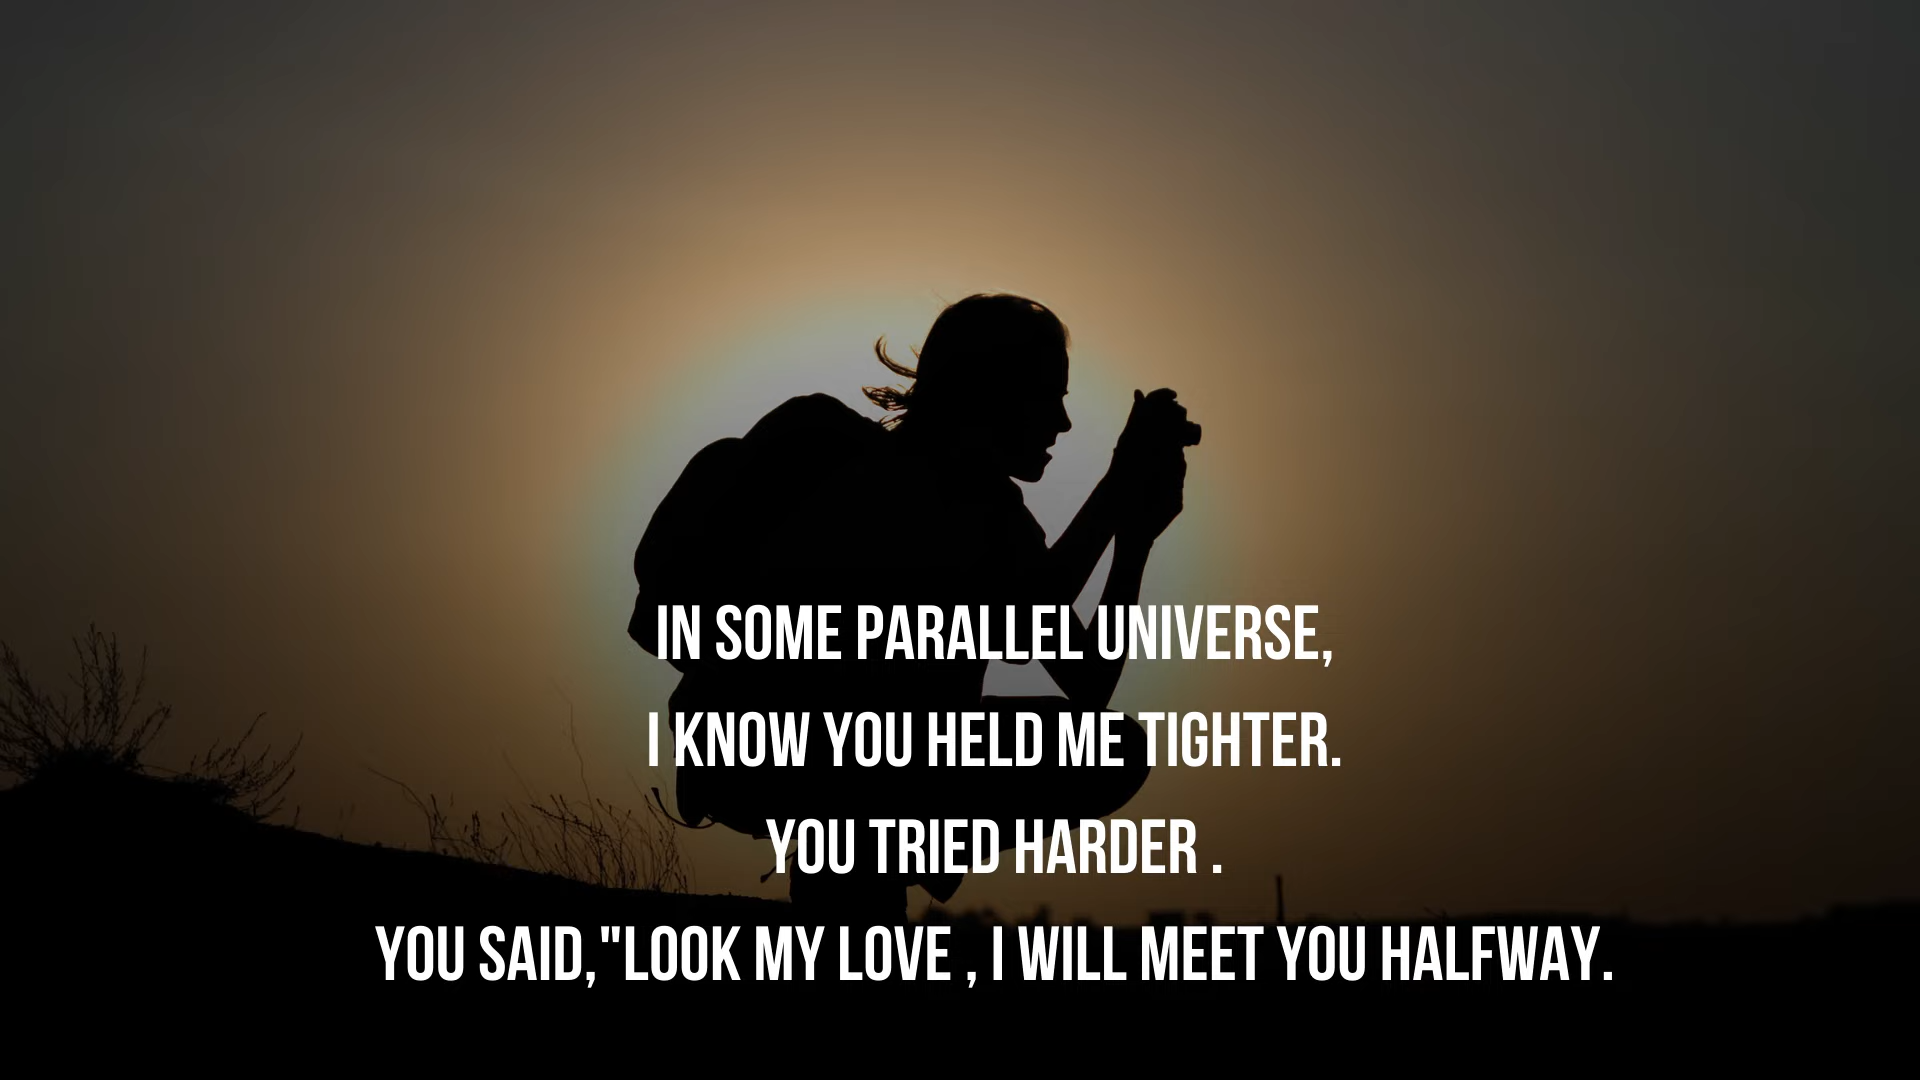 IN SOME PARALLEL UNIVERSE,
I KNOW YOU HELD ME TIGHTER.
YOU TRIED HARDER .
YOU SAID,"LOOK MY LOVE , I WILL MEET YOU HALFWAY.